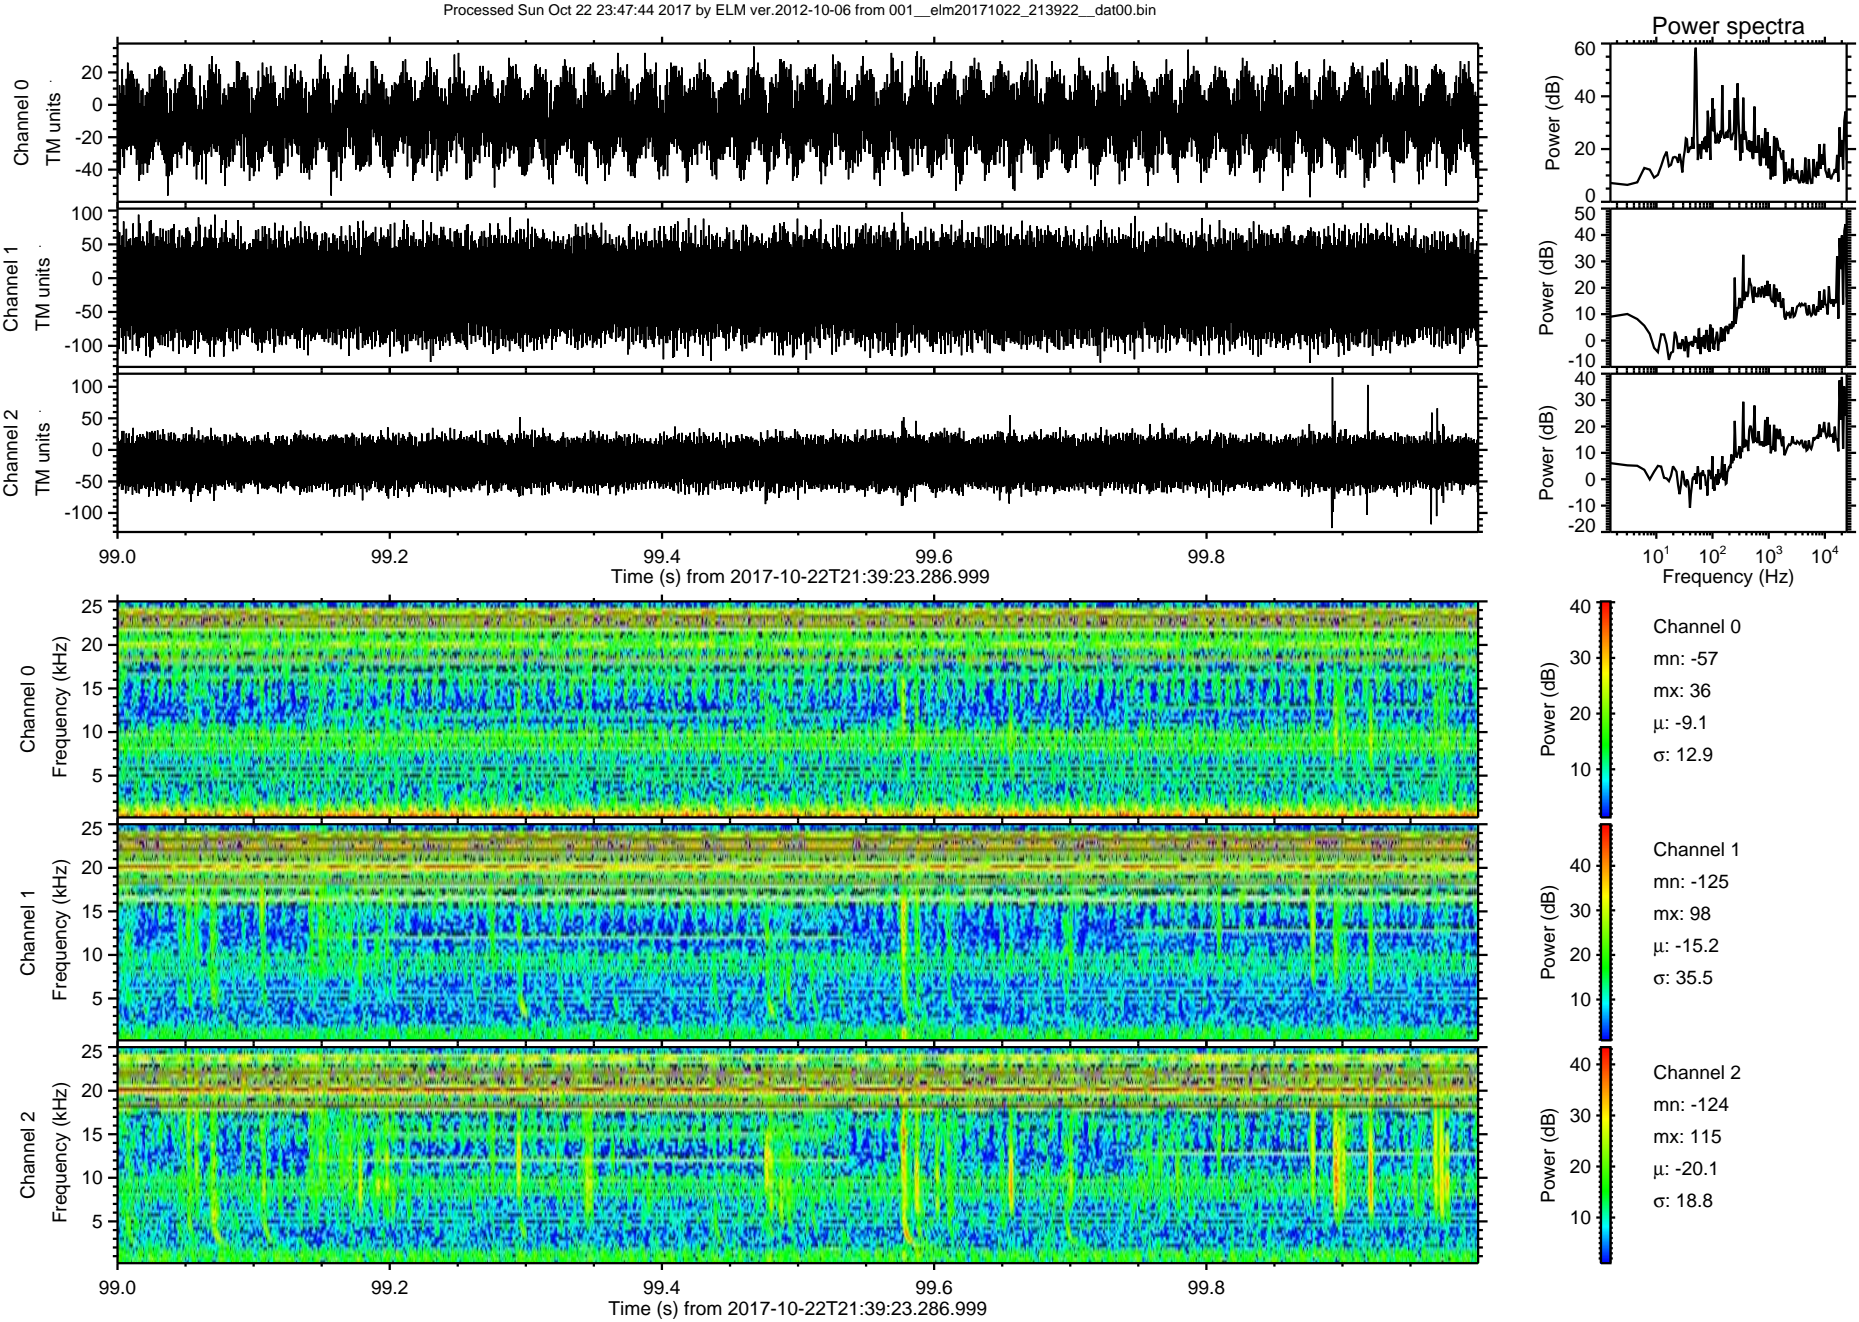 Processed Sun Oct 22 23:47:44 2017 by ELM ver.2012-10-06 from 001__elm20171022_213922__dat00.bin
Power spectra
Channel 0
TM units
20
0
-20
-40
Power (dB)
60
40
20
0
Channel 1
TM units
100
50
0
-50
-100
Power (dB)
50
40
30
20
10
0
-10
Channel 2
TM units
100
50
0
-50
-100
Power (dB)
40
30
20
10
0
-10
-20
99.0 99.2 99.4 99.6 99.8
Time (s) from 2017-10-22T21:39:23.286.999
10¹ 10² 10³ 10⁴
Frequency (Hz)
Channel 0
Frequency (kHz)
25
20
15
10
5
Power (dB)
40
30
20
10
Channel 0
mn: -57
mx: 36
μ: -9.1
σ: 12.9
Channel 1
Frequency (kHz)
25
20
15
10
5
Power (dB)
40
30
20
10
Channel 1
mn: -125
mx: 98
μ: -15.2
σ: 35.5
Channel 2
Frequency (kHz)
25
20
15
10
5
Power (dB)
40
30
20
10
Channel 2
mn: -124
mx: 115
μ: -20.1
σ: 18.8
99.0 99.2 99.4 99.6 99.8
Time (s) from 2017-10-22T21:39:23.286.999